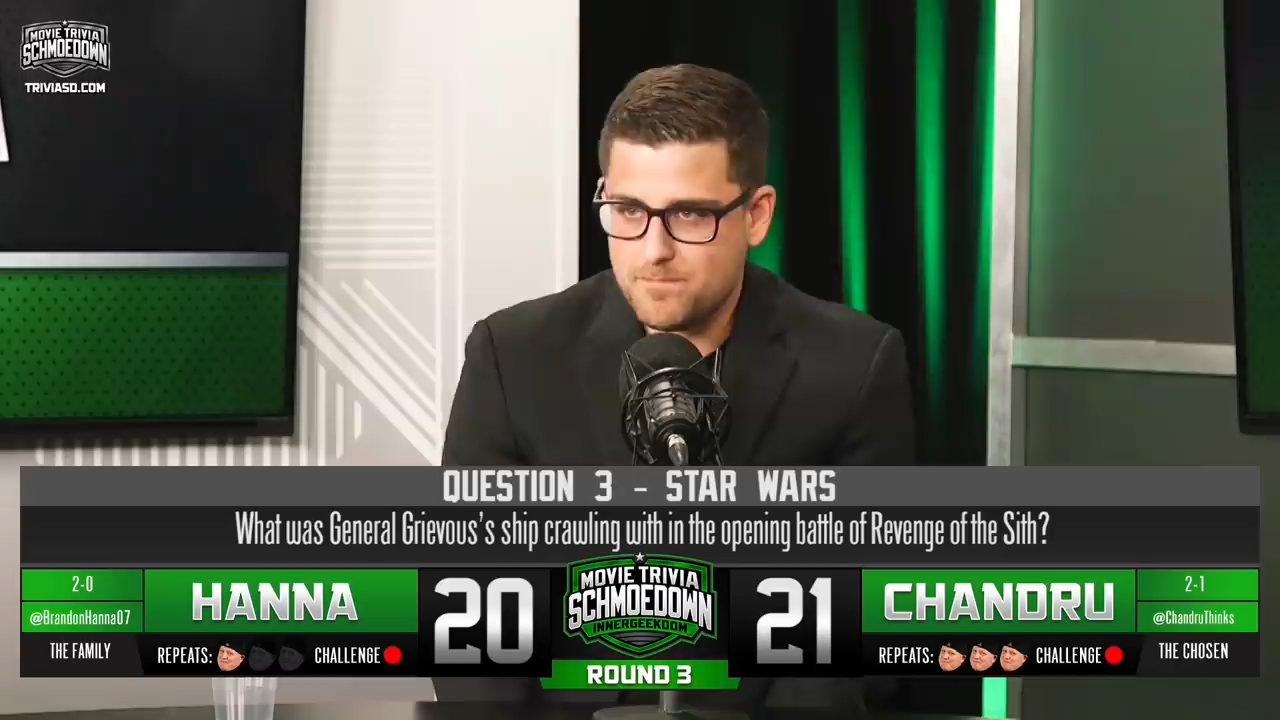 MOVIE TRIVIA
SCHMOEDOWN
TRIVIASD.COM
QUESTION 3 - STAR WARS
What was General Grievous's ship crawling with in the opening battle of Revenge of the Sith?
2-0
HANNA
20
MOVIE TRIVIA
SCHMOEDOWN
INNERGEEKDOM
21
CHANDRU
2-1
@BrandonHanna07
@ChandruThinks
THE FAMILY
REPEATS:
CHALLENGE
ROUND 3
REPEATS:
CHALLENGE
THE CHOSEN